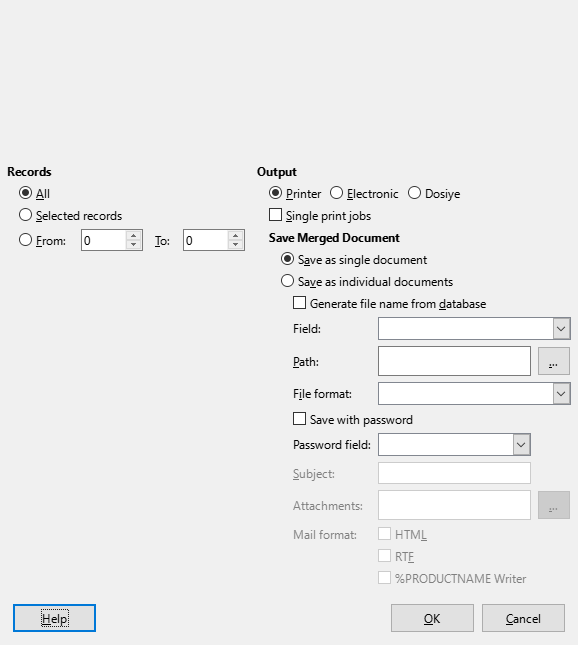 Records
All
Selected records
From: 0 To: 0
Output
Printer Electronic Dosiye
Single print jobs
Save Merged Document
Save as single document
Save as individual documents
Generate file name from database
Field:
Path: ...
File format:
Save with password
Password field:
Subject:
Attachments: ...
Mail format: HTML
RTF
%PRODUCTNAME Writer
Help OK Cancel